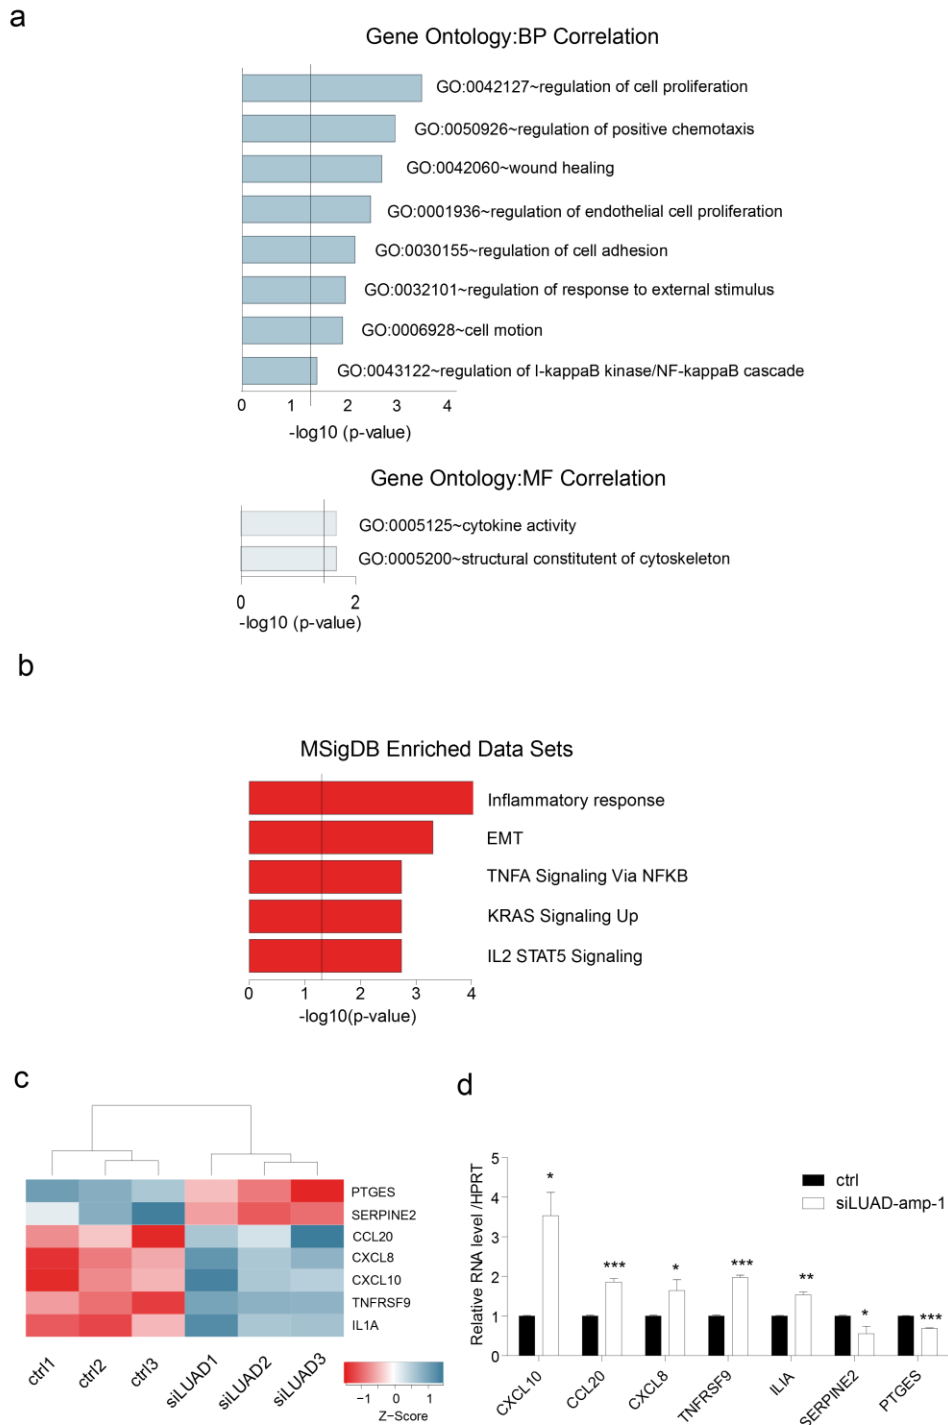 a
Gene Ontology:BP Correlation
GO:0042127~regulation of cell proliferation
GO:0050926~regulation of positive chemotaxis
GO:0042060~wound healing
GO:0001936~regulation of endothelial cell proliferation
GO:0030155~regulation of cell adhesion
GO:0032101~regulation of response to external stimulus
GO:0006928~cell motion
GO:0043122~regulation of I-kappaB kinase/NF-kappaB cascade
0 1 2 3 4
-log10 (p-value)
Gene Ontology:MF Correlation
GO:0005125~cytokine activity
GO:0005200~structural constitutent of cytoskeleton
0 2
-log10 (p-value)
b
MSigDB Enriched Data Sets
Inflammatory response
EMT
TNFA Signaling Via NFKB
KRAS Signaling Up
IL2 STAT5 Signaling
0 1 2 3 4
-log10(p-value)
c
PTGES
SERPINE2
CCL20
CXCL8
CXCL10
TNFRSF9
IL1A
ctrl1 ctrl2 ctrl3 siLUAD1 siLUAD2 siLUAD3
−1 0 1
Z-Score
d
Relative RNA level /HPRT
5
4
3
2
1
0
* *** * *** ** * ***
ctrl
siLUAD-amp-1
CXCL10 CCL20 CXCL8 TNFRSF9 ILIA SERPINE2 PTGES